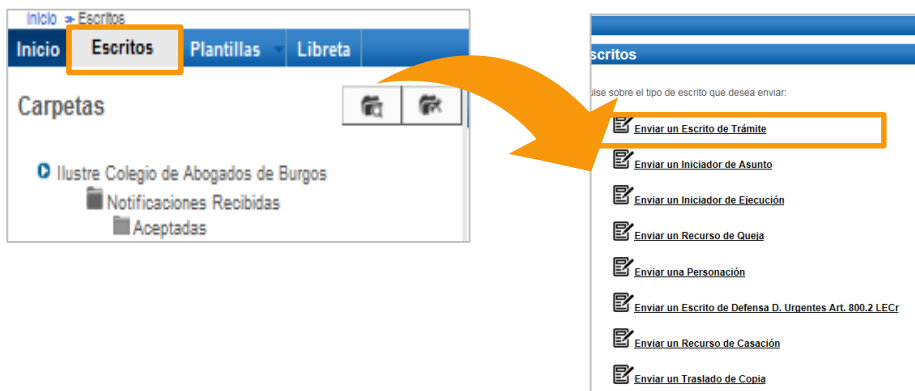 Inicio Escritos
Inicio Escritos Plantillas Libreta
Carpetas
Ilustre Colegio de Abogados de Burgos
Notificaciones Recibidas
Aceptadas
scritos
ulse sobre el tipo de escrito que desea enviar:
Enviar un Escrito de Trámite
Enviar un Iniciador de Asunto
Enviar un Iniciador de Ejecución
Enviar un Recurso de Queja
Enviar una Personación
Enviar un Escrito de Defensa D. Urgentes Art. 800.2 LECr
Enviar un Recurso de Casación
Enviar un Traslado de Copia